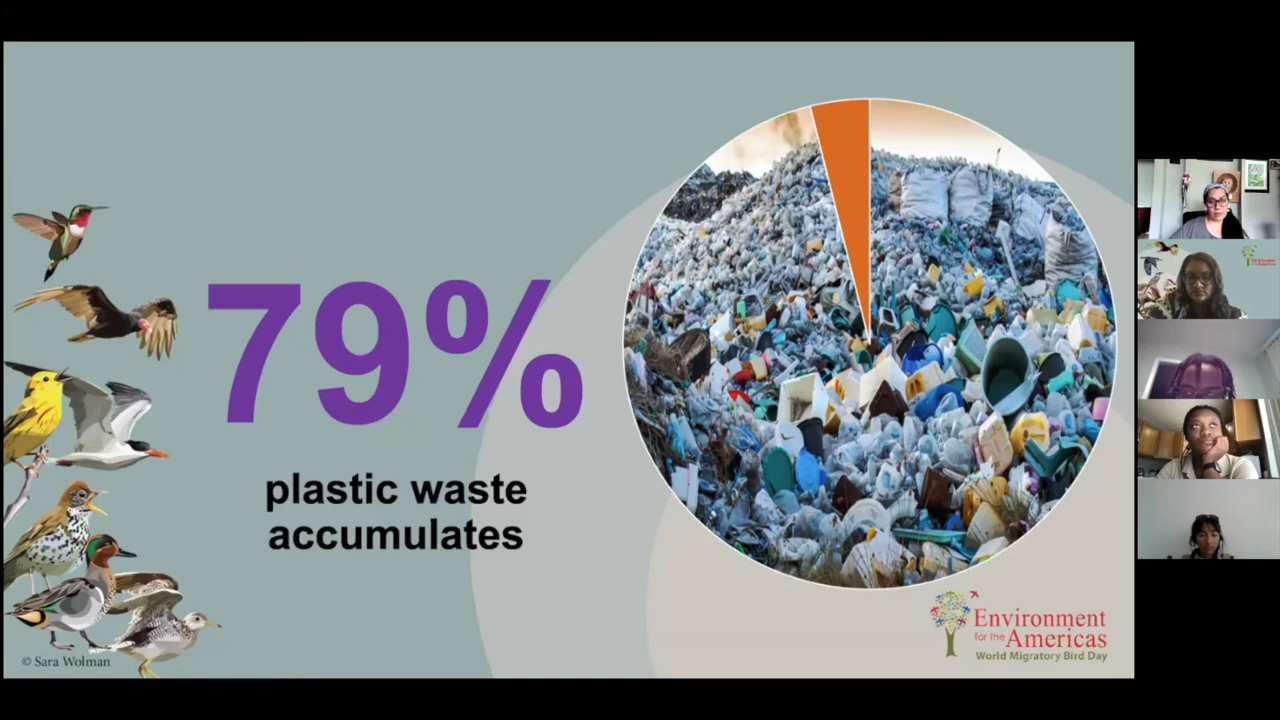 79%
plastic waste
accumulates
© Sara Wolman
Environment
for the Americas
World Migratory Bird Day